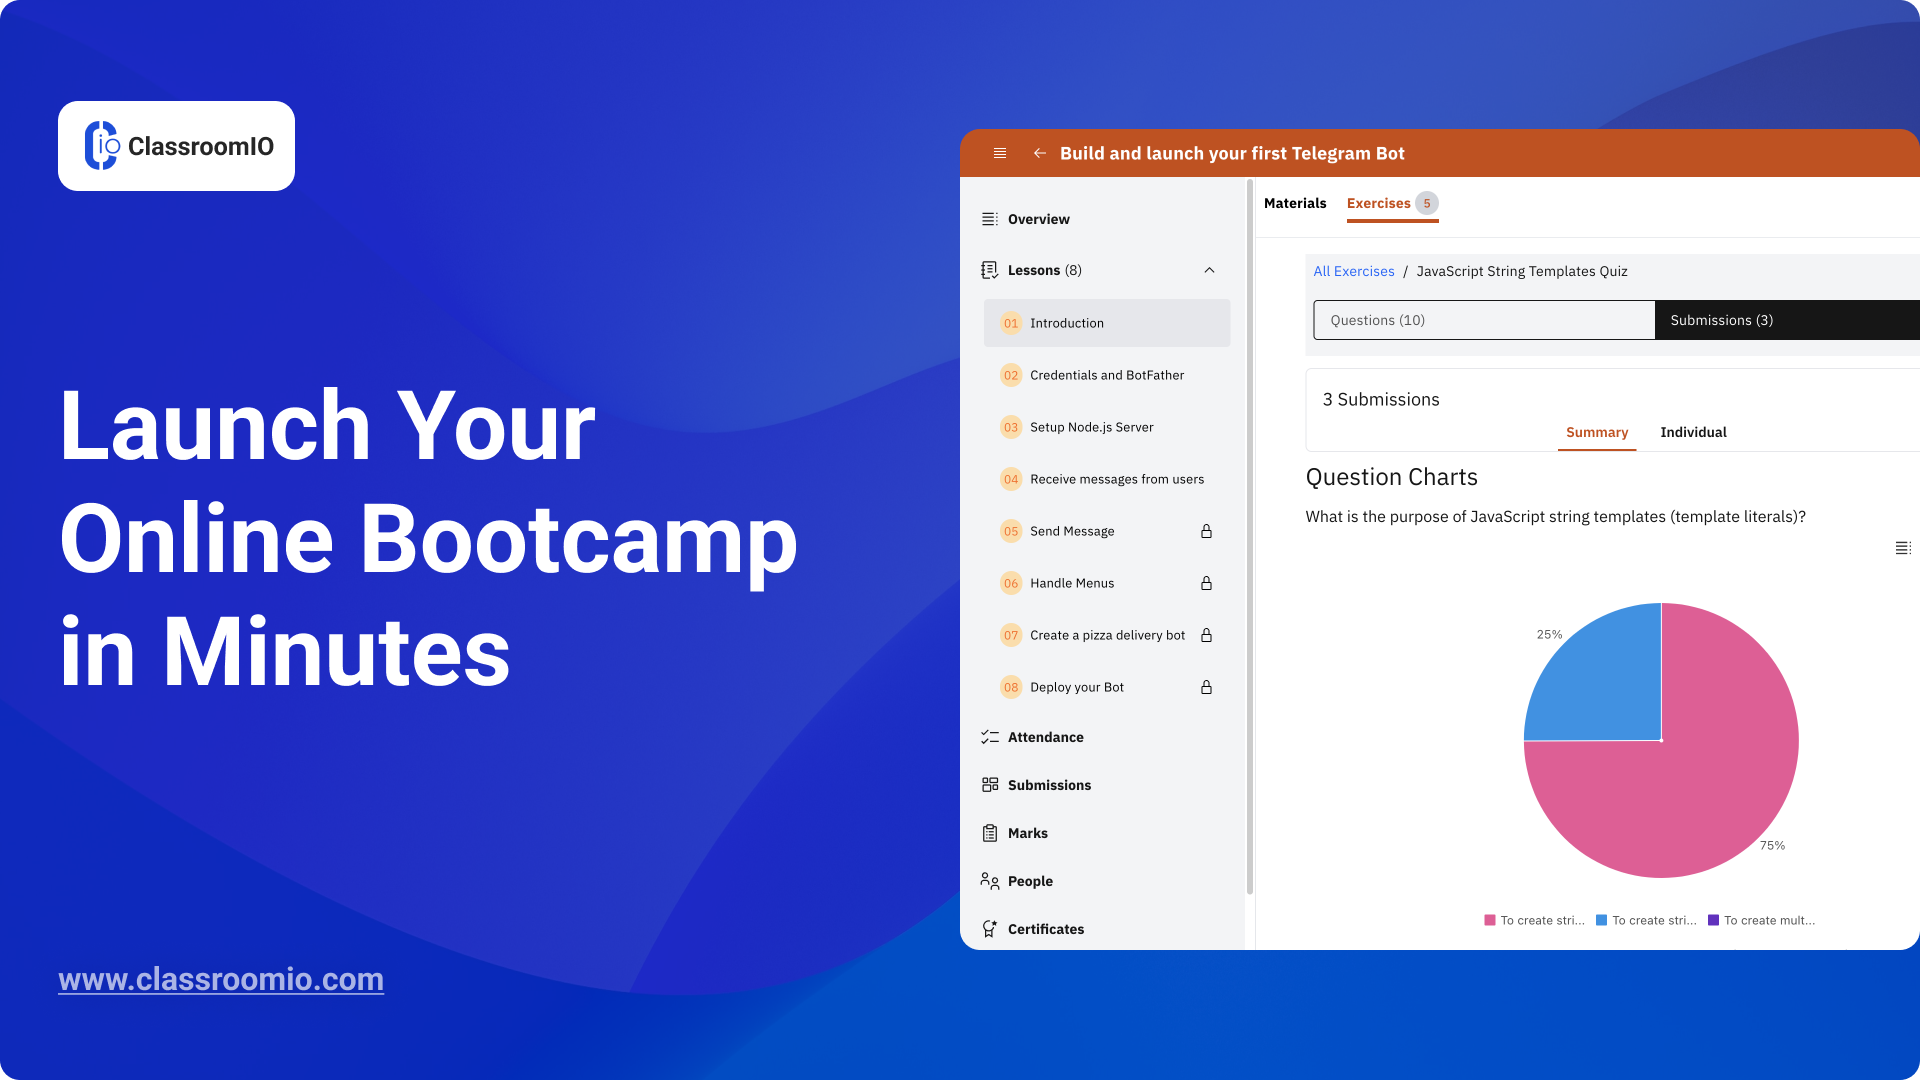 ClassroomIO
Launch Your
Online Bootcamp
in Minutes
www.classroomio.com
Build and launch your first Telegram Bot
Overview
Lessons (8)
01 Introduction
02 Credentials and BotFather
03 Setup Node.js Server
04 Receive messages from users
05 Send Message
06 Handle Menus
07 Create a pizza delivery bot
08 Deploy your Bot
Attendance
Submissions
Marks
People
Certificates
Materials Exercises 5
All Exercises / JavaScript String Templates Quiz
Questions (10) Submissions (3)
3 Submissions
Summary Individual
Question Charts
What is the purpose of JavaScript string templates (template literals)?
25%
75%
To create stri... To create stri... To create mult...